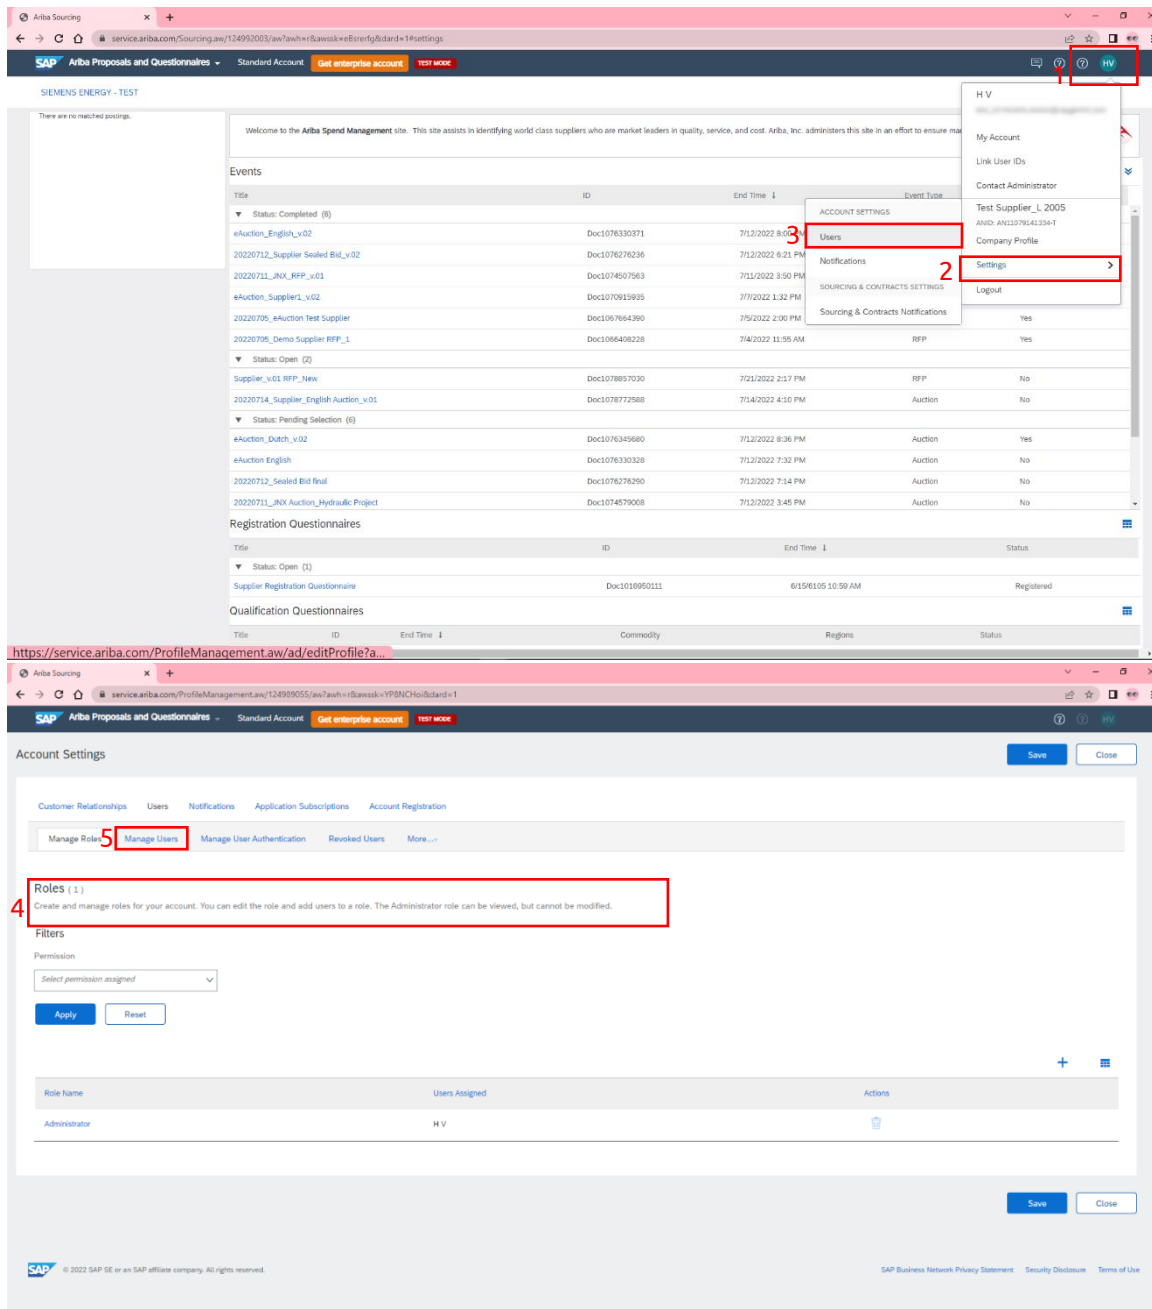 Ariba Sourcing
service.ariba.com/Sourcing.aw/124992003/aw?awh=r&awssk=eBsrerfg&dard=1#settings
SAP Ariba Proposals and Questionnaires Standard Account Get enterprise account TEST MODE HV
1
SIEMENS ENERGY - TEST
H V
There are no matched postings.
Welcome to the Ariba Spend Management site. This site assists in identifying world class suppliers who are market leaders in quality, service, and cost. Ariba, Inc. administers this site in an effort to ensure
My Account
Link User IDs
Contact Administrator
Test Supplier_L 2005
ANID: AN11079141334-T
Company Profile
2 Settings
Logout
ACCOUNT SETTINGS
3 Users
Notifications
SOURCING & CONTRACTS SETTINGS
Sourcing & Contracts Notifications
Events
Title ID End Time ↓ Event Type
▼ Status: Completed (6)
eAuction_English_v.02 Doc1076330371 7/12/2022 8:00 PM
20220712_Supplier Sealed Bid_v.02 Doc1076276236 7/12/2022 6:21 PM
20220711_JNX_RFP_v.01 Doc1074507563 7/11/2022 3:50 PM
eAuction_Supplier1_v.02 Doc1070915935 7/7/2022 1:32 PM
20220705_eAuction Test Supplier Doc1067664390 7/5/2022 2:00 PM Yes
20220705_Demo Supplier RFP_1 Doc1066408228 7/4/2022 11:55 AM RFP Yes
▼ Status: Open (2)
Supplier_v.01 RFP_New Doc1078857030 7/21/2022 2:17 PM RFP No
20220714_Supplier_English Auction_v.01 Doc1078772588 7/14/2022 4:10 PM Auction No
▼ Status: Pending Selection (6)
eAuction_Dutch_v.02 Doc1076345680 7/12/2022 8:36 PM Auction Yes
eAuction English Doc1076330328 7/12/2022 7:32 PM Auction No
20220712_Sealed Bid final Doc1076276290 7/12/2022 7:14 PM Auction No
20220711_JNX Auction_Hydraulic Project Doc1074579008 7/12/2022 3:45 PM Auction No
Registration Questionnaires
Title ID End Time ↓ Status
▼ Status: Open (1)
Supplier Registration Questionnaire Doc1016950111 6/15/6105 10:59 AM Registered
Qualification Questionnaires
Title ID End Time ↓ Commodity Regions Status
https://service.ariba.com/ProfileManagement.aw/ad/editProfile?a...
Ariba Sourcing
service.ariba.com/ProfileManagement.aw/124989055/aw?awh=r&awssk=YP8NCHoi&dard=1
SAP Ariba Proposals and Questionnaires Standard Account Get enterprise account TEST MODE HV
Account Settings Save Close
Customer Relationships Users Notifications Application Subscriptions Account Registration
Manage Roles 5 Manage Users Manage User Authentication Revoked Users More...
Roles (1)
4 Create and manage roles for your account. You can edit the role and add users to a role. The Administrator role can be viewed, but cannot be modified.
Filters
Permission
Select permission assigned
Apply Reset
Role Name Users Assigned Actions
Administrator H V
Save Close
SAP © 2022 SAP SE or an SAP affiliate company. All rights reserved. SAP Business Network Privacy Statement Security Disclosure Terms of Use